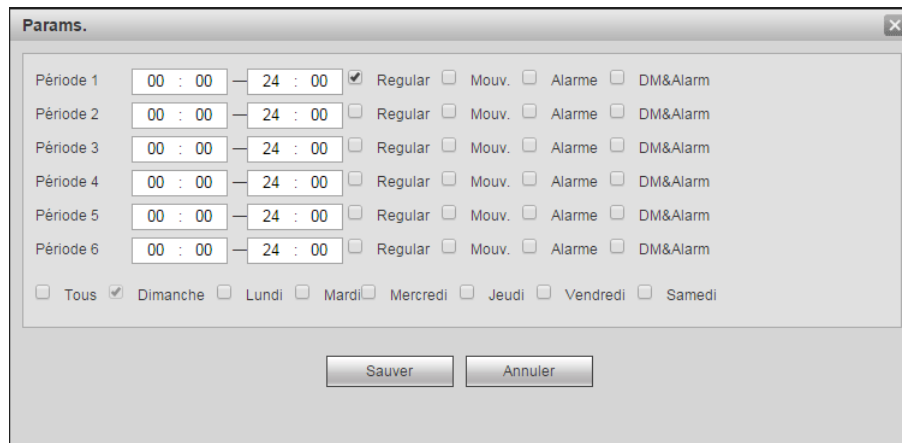 Params.
Période 1 00 : 00 — 24 : 00 Regular Mouv. Alarme DM&Alarm
Période 2 00 : 00 — 24 : 00 Regular Mouv. Alarme DM&Alarm
Période 3 00 : 00 — 24 : 00 Regular Mouv. Alarme DM&Alarm
Période 4 00 : 00 — 24 : 00 Regular Mouv. Alarme DM&Alarm
Période 5 00 : 00 — 24 : 00 Regular Mouv. Alarme DM&Alarm
Période 6 00 : 00 — 24 : 00 Regular Mouv. Alarme DM&Alarm
Tous Dimanche Lundi Mardi Mercredi Jeudi Vendredi Samedi
Sauver Annuler